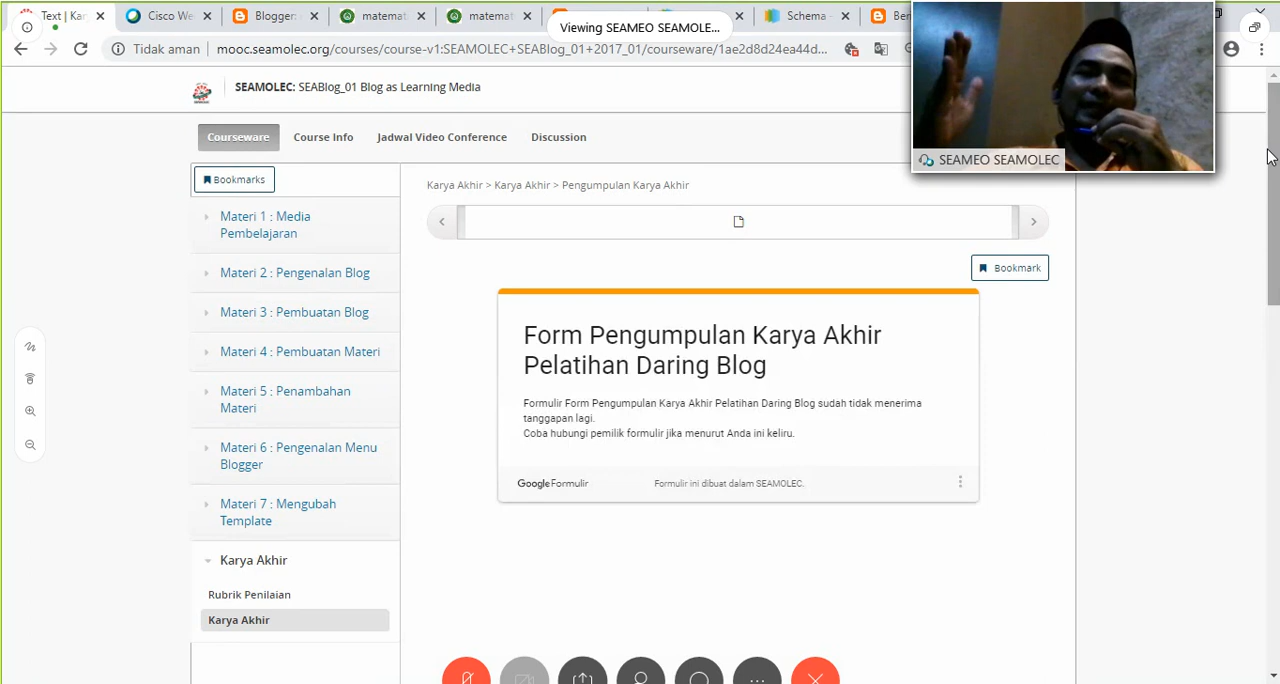 Text | Ka
Cisco We
Blogger:
matemat
matemat
Viewing SEAMEO SEAMOLE...
Schema -
Ber
Tidak aman
mooc.seamolec.org/courses/course-v1:SEAMOLEC+SEABlog_01+2017_01/courseware/1ae2d8d24ea44d...
SEAMOLEC: SEABlog_01 Blog as Learning Media
SEAMEO SEAMOLEC
Courseware
Course Info
Jadwal Video Conference
Discussion
Bookmarks
Materi 1 : Media
Pembelajaran
Materi 2 : Pengenalan Blog
Materi 3 : Pembuatan Blog
Materi 4 : Pembuatan Materi
Materi 5 : Penambahan
Materi
Materi 6 : Pengenalan Menu
Blogger
Materi 7 : Mengubah
Template
Karya Akhir
Rubrik Penilaian
Karya Akhir
Karya Akhir > Karya Akhir > Pengumpulan Karya Akhir
Bookmark
Form Pengumpulan Karya Akhir
Pelatihan Daring Blog
Formulir Form Pengumpulan Karya Akhir Pelatihan Daring Blog sudah tidak menerima
tanggapan lagi.
Coba hubungi pemilik formulir jika menurut Anda ini keliru.
Google Formulir
Formulir ini dibuat dalam SEAMOLEC.